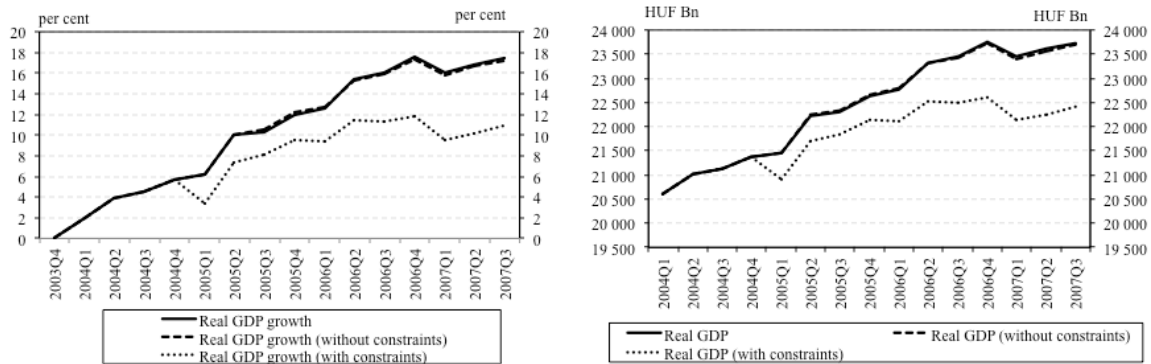 per cent
per cent
20
18
16
14
12
10
8
6
4
2
0
20
18
16
14
12
10
8
6
4
2
0
2003Q4
2004Q1
2004Q2
2004Q3
2004Q4
2005Q1
2005Q2
2005Q3
2005Q4
2006Q1
2006Q2
2006Q3
2006Q4
2007Q1
2007Q2
2007Q3
Real GDP growth
Real GDP growth (without constraints)
Real GDP growth (with constraints)
HUF Bn
HUF Bn
24 000
23 500
23 000
22 500
22 000
21 500
21 000
20 500
20 000
19 500
24 000
23 500
23 000
22 500
22 000
21 500
21 000
20 500
20 000
19 500
2004Q1
2004Q2
2004Q3
2004Q4
2005Q1
2005Q2
2005Q3
2005Q4
2006Q1
2006Q2
2006Q3
2006Q4
2007Q1
2007Q2
2007Q3
Real GDP
Real GDP (without constraints)
Real GDP (with constraints)